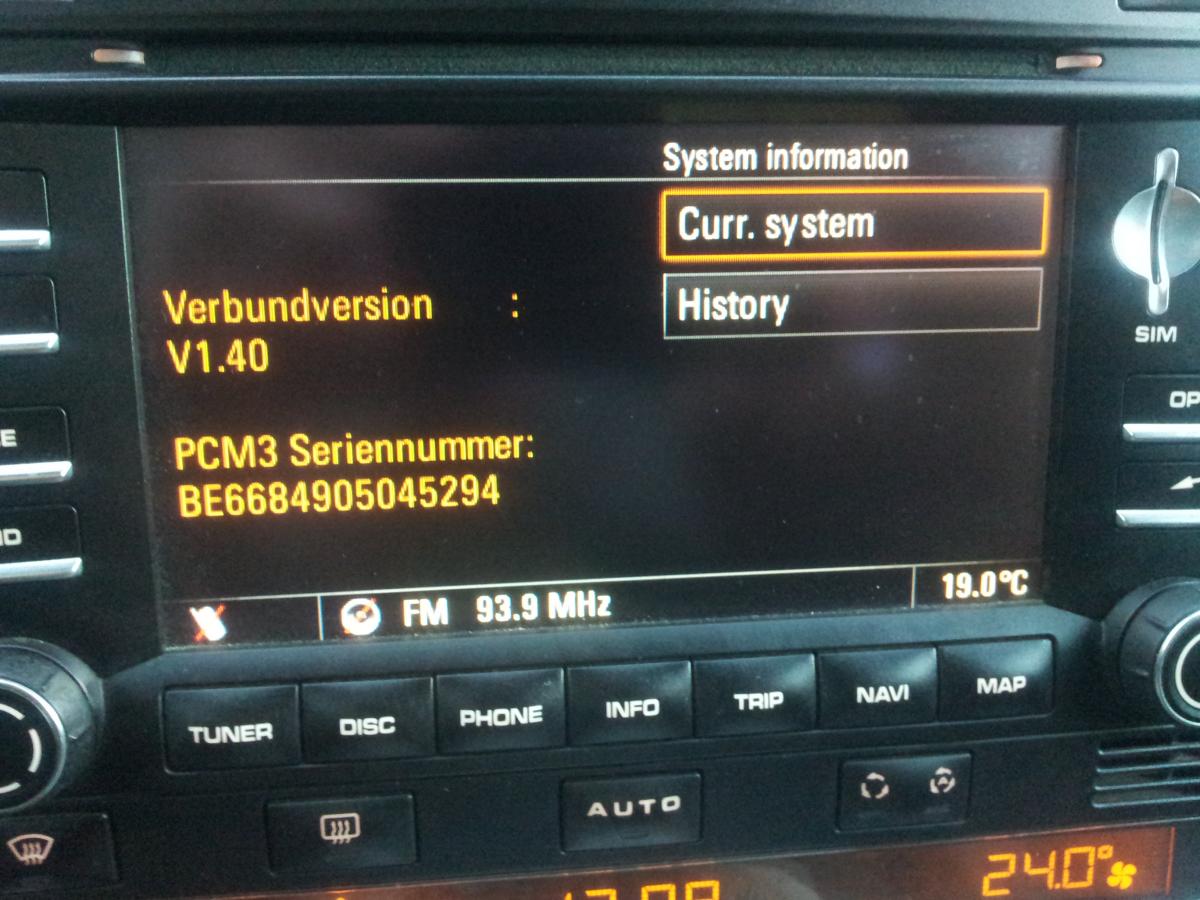 System information
Curr. system
Verbundversion :
History
V1.40
PCM3 Seriennummer:
BE6684905045294
FM 93.9 MHz
19.0°C
SIM
OP
E
D
TUNER
DISC
PHONE
INFO
TRIP
NAVI
MAP
AUTO
24.0°